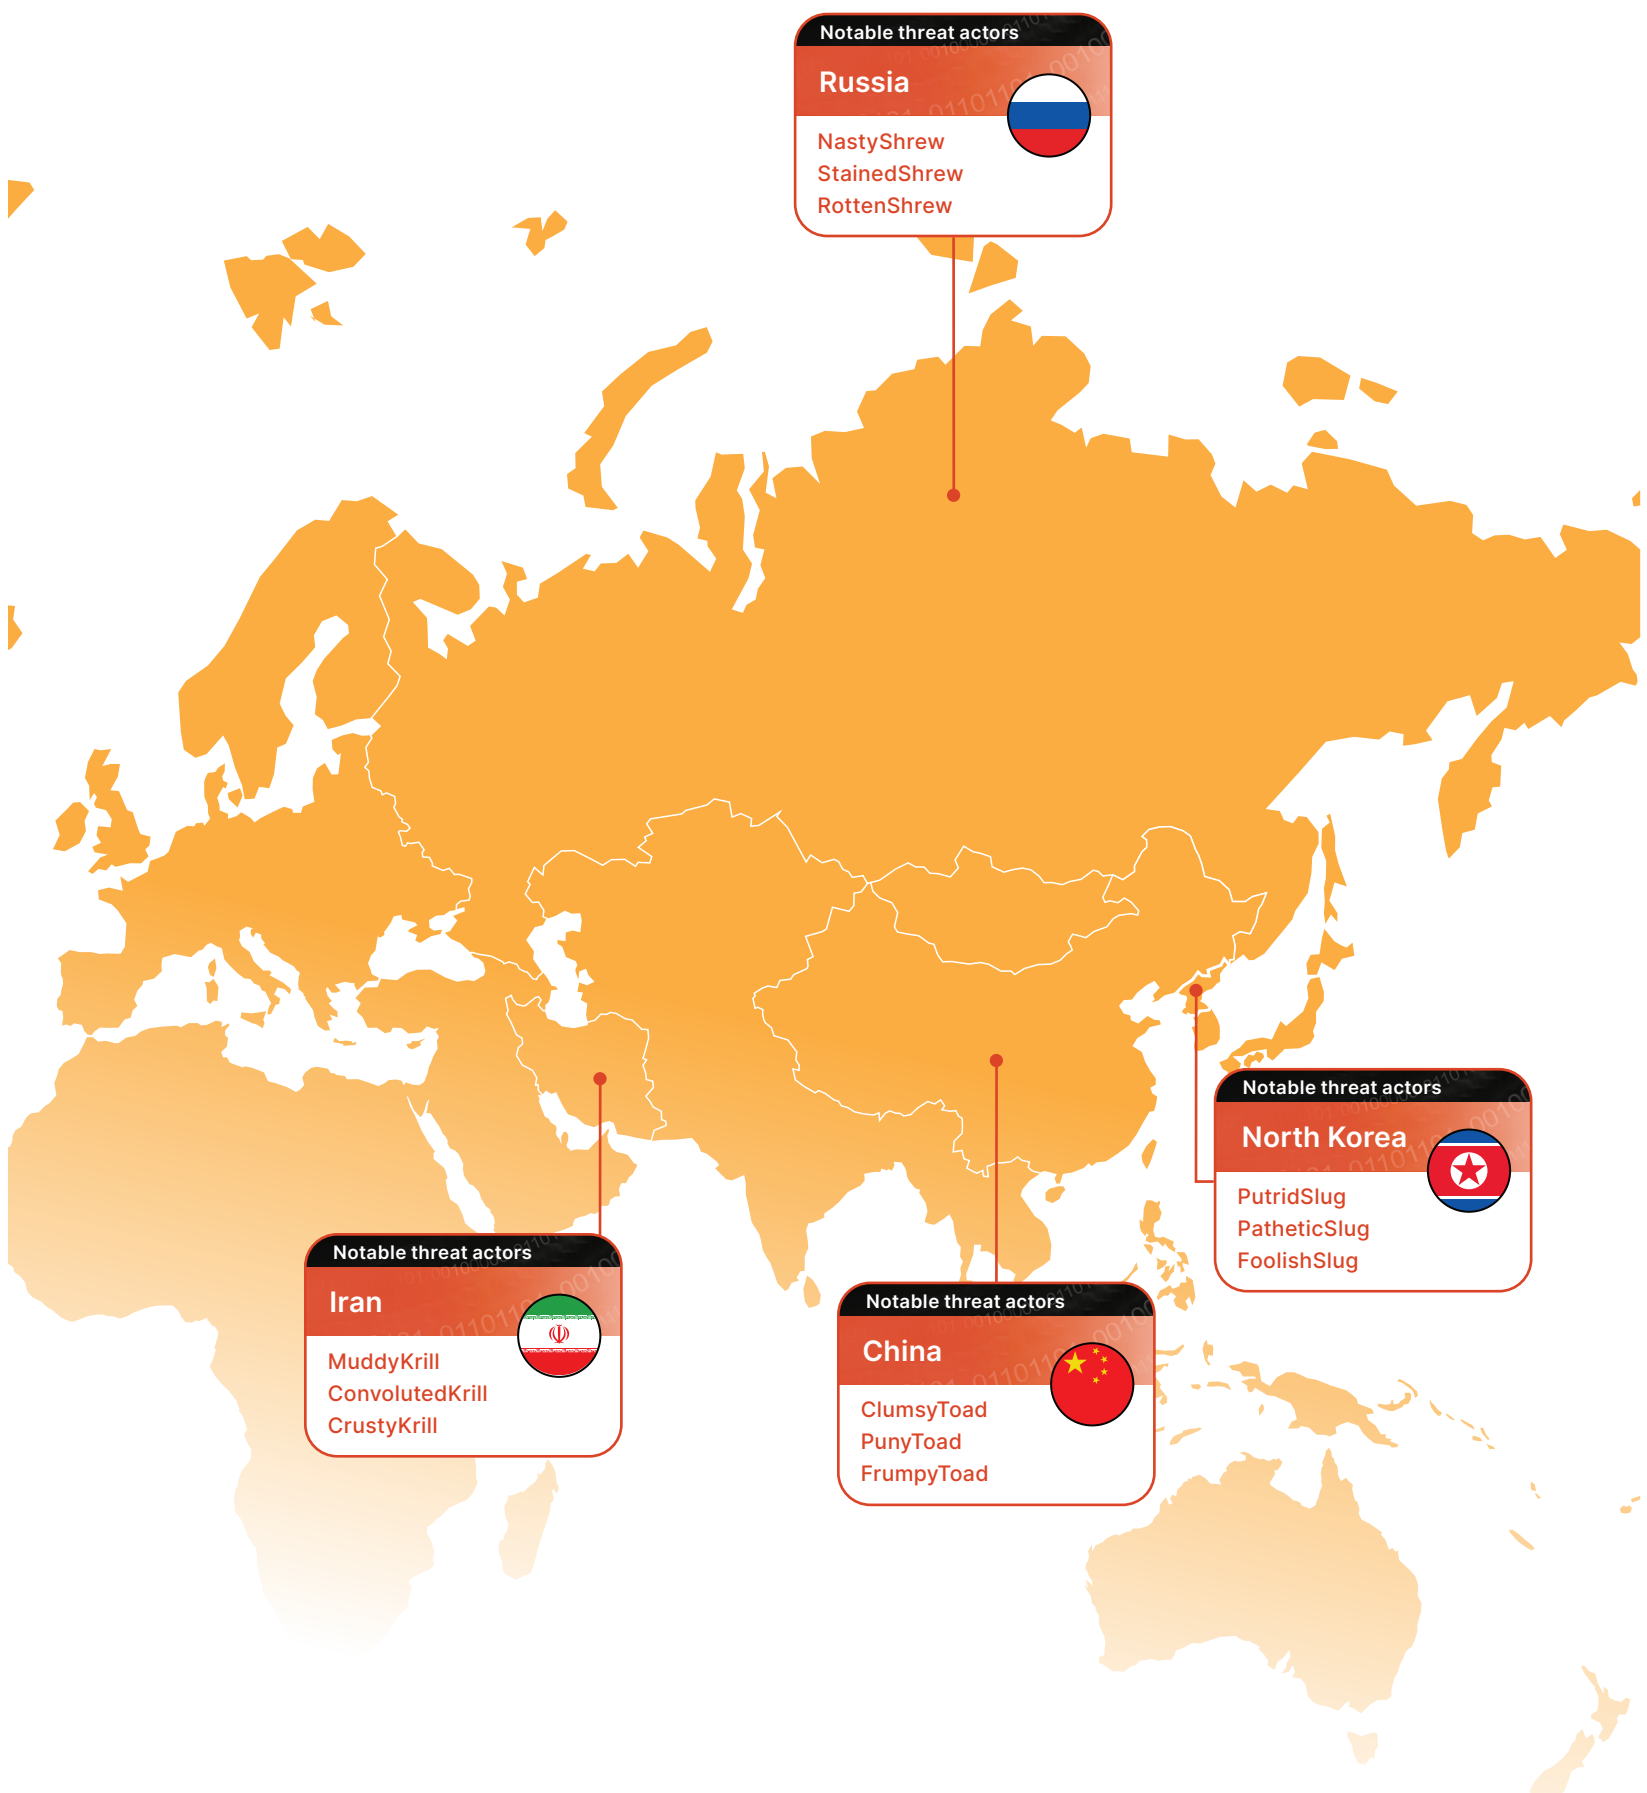 Notable threat actors
Russia
NastyShrew
StainedShrew
RottenShrew
Notable threat actors
North Korea
PutridSlug
PatheticSlug
FoolishSlug
Notable threat actors
Iran
MuddyKrill
ConvolutedKrill
CrustyKrill
Notable threat actors
China
ClumsyToad
PunyToad
FrumpyToad